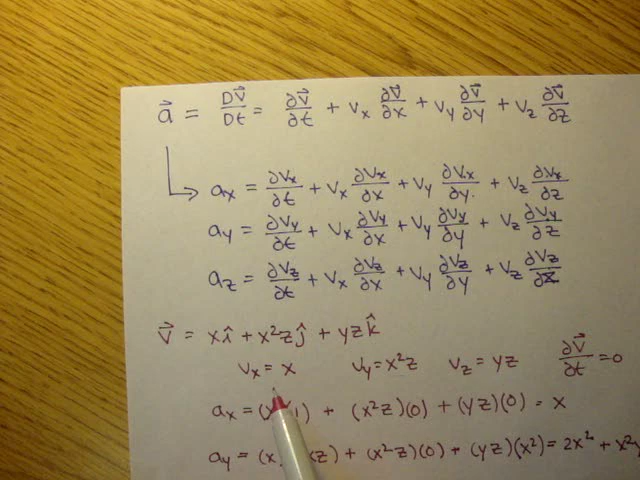 a⃗ = DV⃗/Dt = ∂V⃗/∂t + Vx ∂V⃗/∂x + Vy ∂V⃗/∂y + Vz ∂V⃗/∂z
ax = ∂Vx/∂t + Vx ∂Vx/∂x + Vy ∂Vx/∂y + Vz ∂Vx/∂z
ay = ∂Vy/∂t + Vx ∂Vy/∂x + Vy ∂Vy/∂y + Vz ∂Vy/∂z
az = ∂Vz/∂t + Vx ∂Vz/∂x + Vy ∂Vz/∂y + Vz ∂Vz/∂z
V⃗ = xî + x²zĵ + yzk̂
Vx = x Vy = x²z Vz = yz ∂V⃗/∂t = 0
ax = (x)(1) + (x²z)(0) + (yz)(0) = x
ay = (x) z) + (x²z)(0) + (yz)(x²) = 2x² + x²y